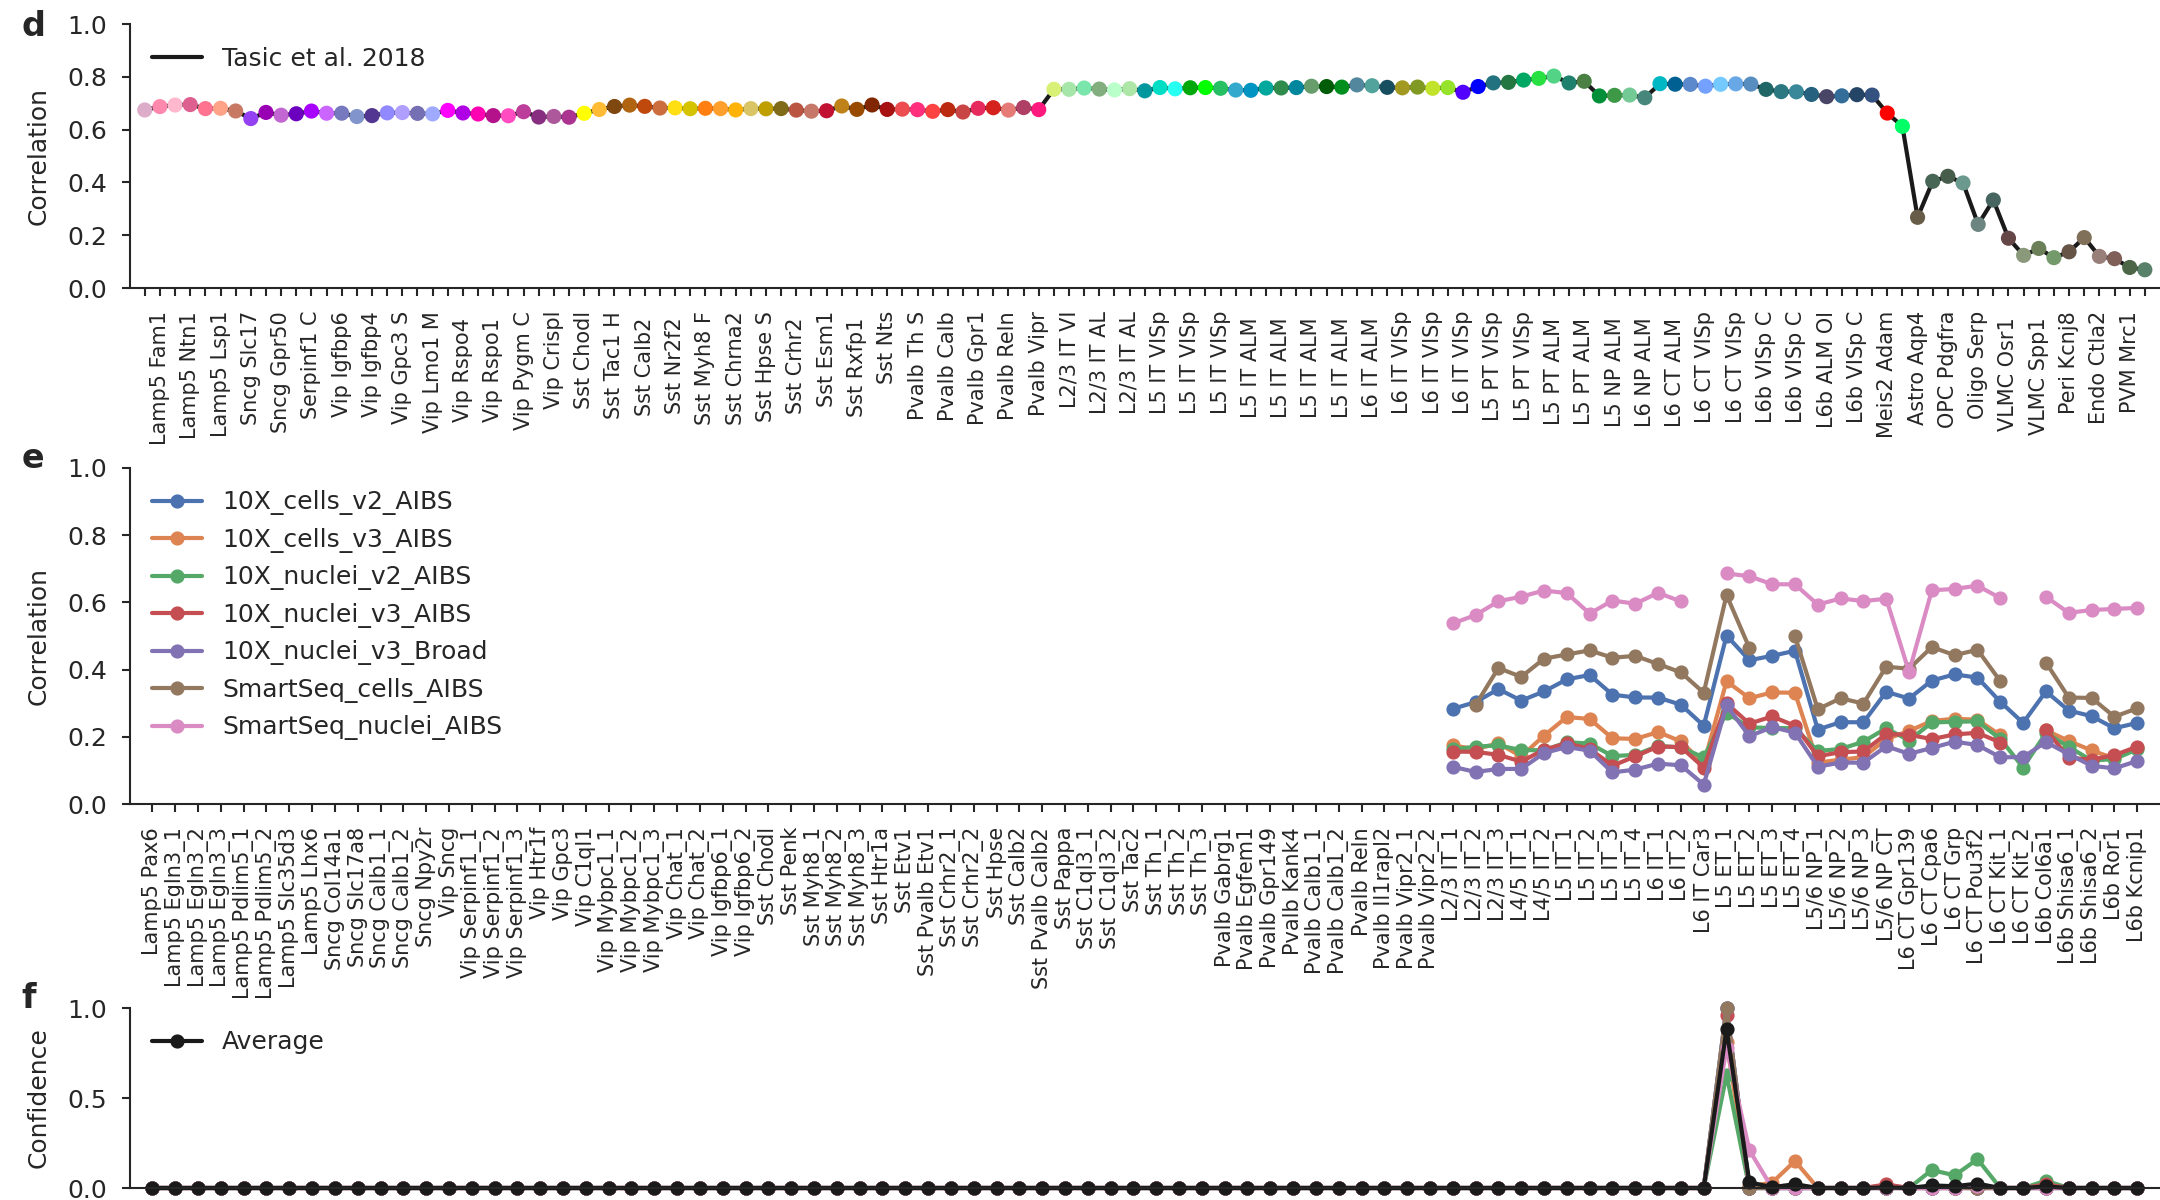 d
1.0
0.8
0.6
0.4
0.2
0.0
Correlation
Tasic et al. 2018
Lamp5 Fam1
Lamp5 Ntn1
Lamp5 Lsp1
Sncg Slc17
Sncg Gpr50
Serpinf1 C
Vip Igfbp6
Vip Igfbp4
Vip Gpc3 S
Vip Lmo1 M
Vip Rspo4
Vip Rspo1
Vip Pygm C
Vip Crispl
Sst Chodl
Sst Tac1 H
Sst Calb2
Sst Nr2f2
Sst Myh8 F
Sst Chrna2
Sst Hpse S
Sst Crhr2
Sst Esm1
Sst Rxfp1
Sst Nts
Pvalb Th S
Pvalb Calb
Pvalb Gpr1
Pvalb Reln
Pvalb Vipr
L2/3 IT VI
L2/3 IT AL
L2/3 IT AL
L5 IT VISp
L5 IT VISp
L5 IT VISp
L5 IT ALM
L5 IT ALM
L5 IT ALM
L5 IT ALM
L6 IT ALM
L6 IT VISp
L6 IT VISp
L6 IT VISp
L5 PT VISp
L5 PT VISp
L5 PT ALM
L5 PT ALM
L5 NP ALM
L6 NP ALM
L6 CT ALM
L6 CT VISp
L6 CT VISp
L6b VISp C
L6b VISp C
L6b ALM Ol
L6b VISp C
Meis2 Adam
Astro Aqp4
OPC Pdgfra
Oligo Serp
VLMC Osr1
VLMC Spp1
Peri Kcnj8
Endo Ctla2
PVM Mrc1
e
1.0
0.8
0.6
0.4
0.2
0.0
Correlation
10X_cells_v2_AIBS
10X_cells_v3_AIBS
10X_nuclei_v2_AIBS
10X_nuclei_v3_AIBS
10X_nuclei_v3_Broad
SmartSeq_cells_AIBS
SmartSeq_nuclei_AIBS
Lamp5 Pax6
Lamp5 Egln3_1
Lamp5 Egln3_2
Lamp5 Egln3_3
Lamp5 Pdlim5_1
Lamp5 Pdlim5_2
Lamp5 Slc35d3
Lamp5 Lhx6
Sncg Col14a1
Sncg Slc17a8
Sncg Calb1_1
Sncg Calb1_2
Sncg Npy2r
Vip Sncg
Vip Serpinf1_1
Vip Serpinf1_2
Vip Serpinf1_3
Vip Htr1f
Vip Gpc3
Vip C1ql1
Vip Mybpc1_1
Vip Mybpc1_2
Vip Mybpc1_3
Vip Chat_1
Vip Chat_2
Vip Igfbp6_1
Vip Igfbp6_2
Sst Chodl
Sst Penk
Sst Myh8_1
Sst Myh8_2
Sst Myh8_3
Sst Htr1a
Sst Etv1
Sst Pvalb Etv1
Sst Crhr2_1
Sst Crhr2_2
Sst Hpse
Sst Calb2
Sst Pvalb Calb2
Sst Pappa
Sst C1ql3_1
Sst C1ql3_2
Sst Tac2
Sst Th_1
Sst Th_2
Sst Th_3
Pvalb Gabrg1
Pvalb Egfem1
Pvalb Gpr149
Pvalb Kank4
Pvalb Calb1_1
Pvalb Calb1_2
Pvalb Reln
Pvalb Il1rapl2
Pvalb Vipr2_1
Pvalb Vipr2_2
L2/3 IT_1
L2/3 IT_2
L2/3 IT_3
L4/5 IT_1
L4/5 IT_2
L5 IT_1
L5 IT_2
L5 IT_3
L5 IT_4
L6 IT_1
L6 IT_2
L6 IT Car3
L5 ET_1
L5 ET_2
L5 ET_3
L5 ET_4
L5/6 NP_1
L5/6 NP_2
L5/6 NP_3
L5/6 NP CT
L6 CT Gpr139
L6 CT Cpa6
L6 CT Grp
L6 CT Pou3f2
L6 CT Kit_1
L6 CT Kit_2
L6b Col6a1
L6b Shisa6_1
L6b Shisa6_2
L6b Ror1
L6b Kcnip1
f
1.0
0.5
0.0
Confidence
Average